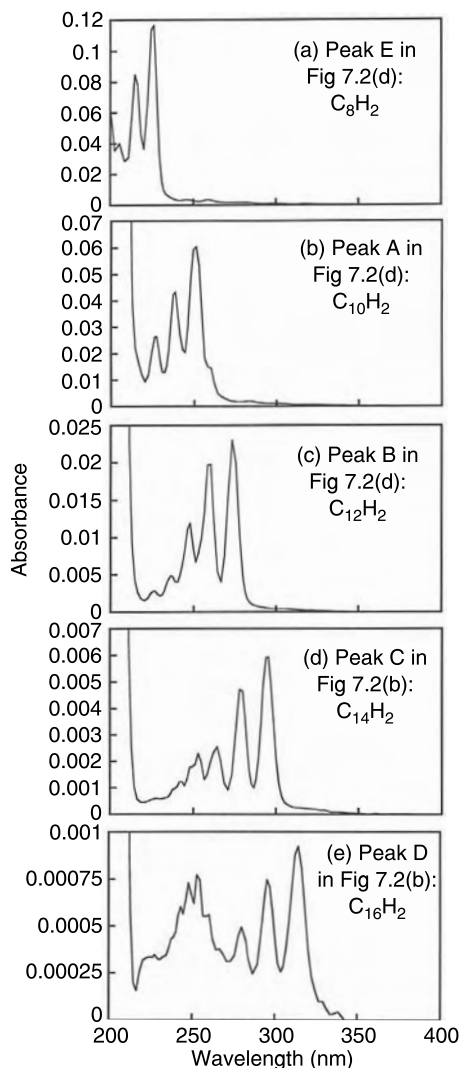 0.12
0.1
0.08
0.06
0.04
0.02
0
(a) Peak E in
Fig 7.2(d):
C₈H₂
0.07
0.06
0.05
0.04
0.03
0.02
0.01
0
(b) Peak A in
Fig 7.2(d):
C₁₀H₂
0.025
0.02
0.015
0.01
0.005
0
(c) Peak B in
Fig 7.2(d):
C₁₂H₂
Absorbance
0.007
0.006
0.005
0.004
0.003
0.002
0.001
0
(d) Peak C in
Fig 7.2(b):
C₁₄H₂
0.001
0.00075
0.0005
0.00025
0
(e) Peak D
in Fig 7.2(b):
C₁₆H₂
200 250 300 350 400
Wavelength (nm)